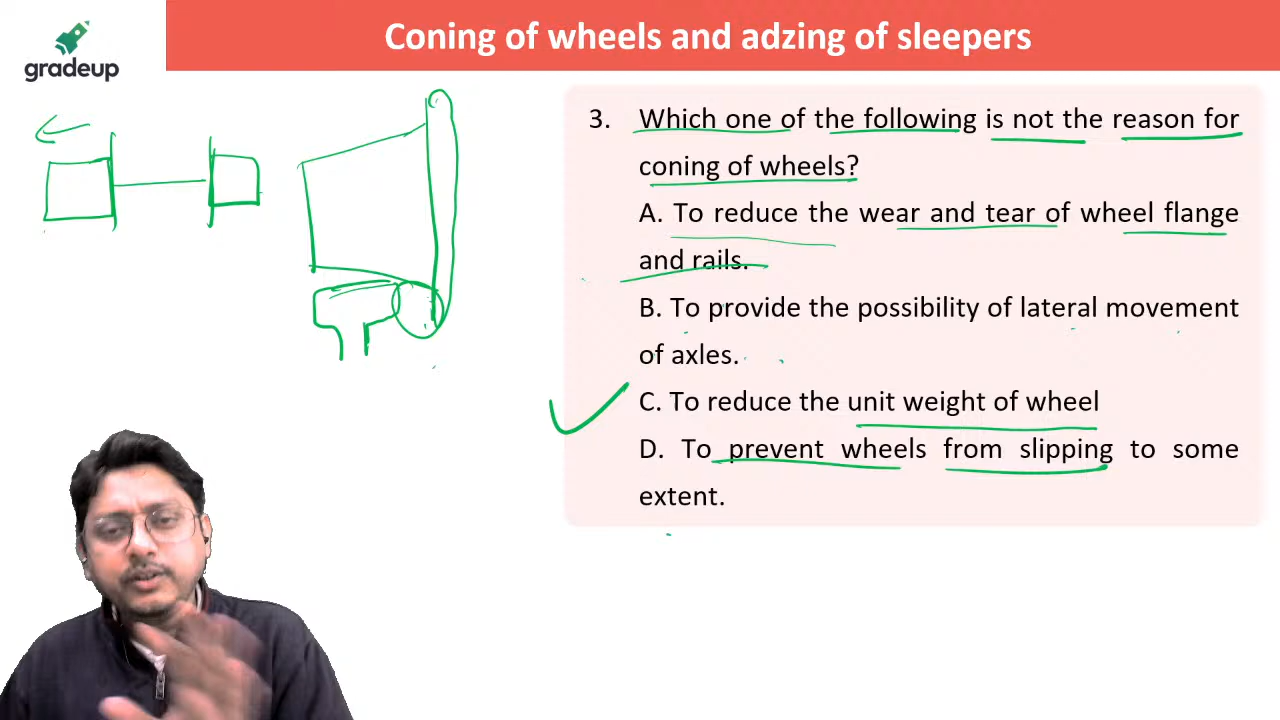 Coning of wheels and adzing of sleepers
gradeup
3. Which one of the following is not the reason for
coning of wheels?
A. To reduce the wear and tear of wheel flange
and rails.
B. To provide the possibility of lateral movement
of axles.
C. To reduce the unit weight of wheel
D. To prevent wheels from slipping to some
extent.